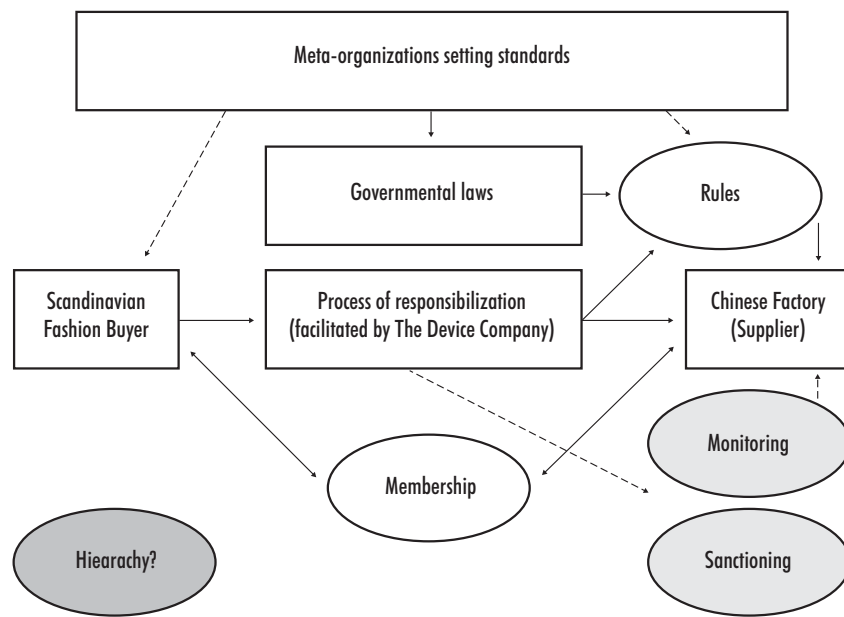 Meta-organizations setting standards
Governmental laws
Rules
Scandinavian
Fashion Buyer
Process of responsibilization
(facilitated by The Device Company)
Chinese Factory
(Supplier)
Monitoring
Membership
Hiearachy?
Sanctioning